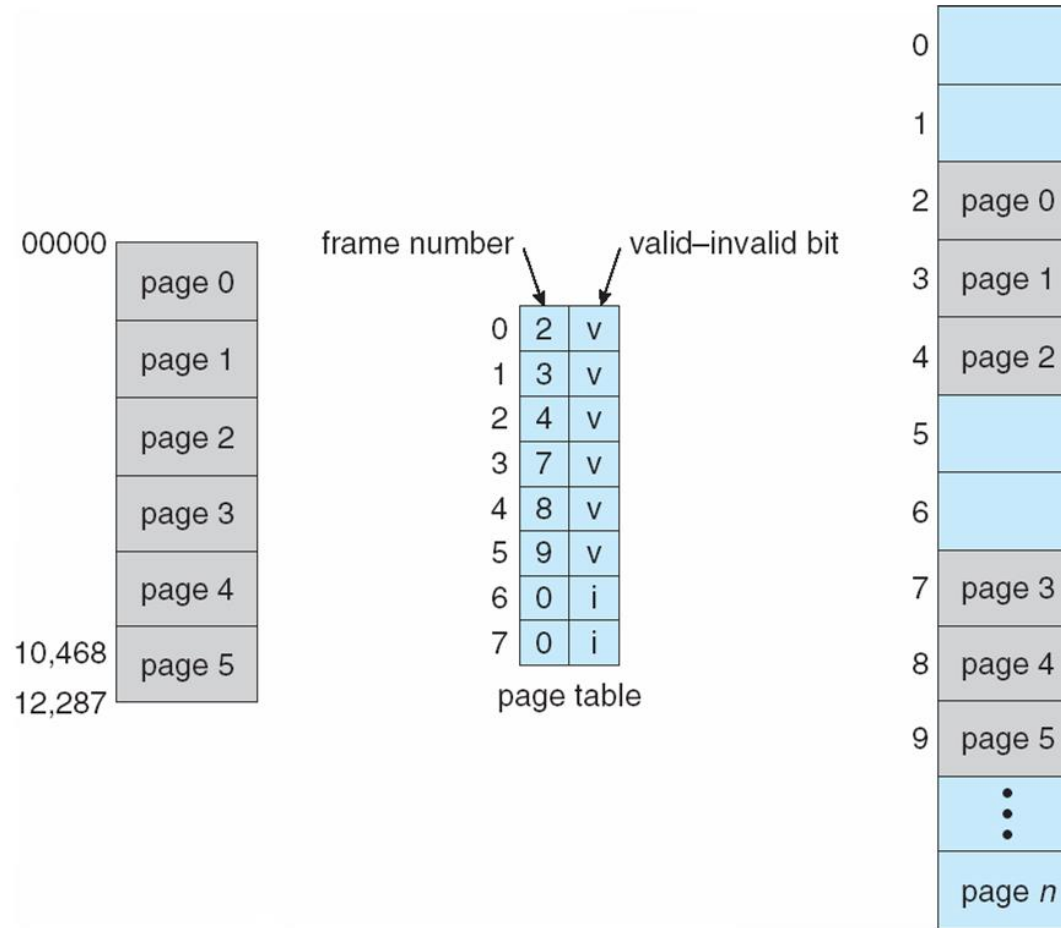 00000
page 0
page 1
page 2
page 3
page 4
10,468
page 5
12,287
frame number
valid–invalid bit
0 2 v
1 3 v
2 4 v
3 7 v
4 8 v
5 9 v
6 0 i
7 0 i
page table
0
1
2 page 0
3 page 1
4 page 2
5
6
7 page 3
8 page 4
9 page 5
page n